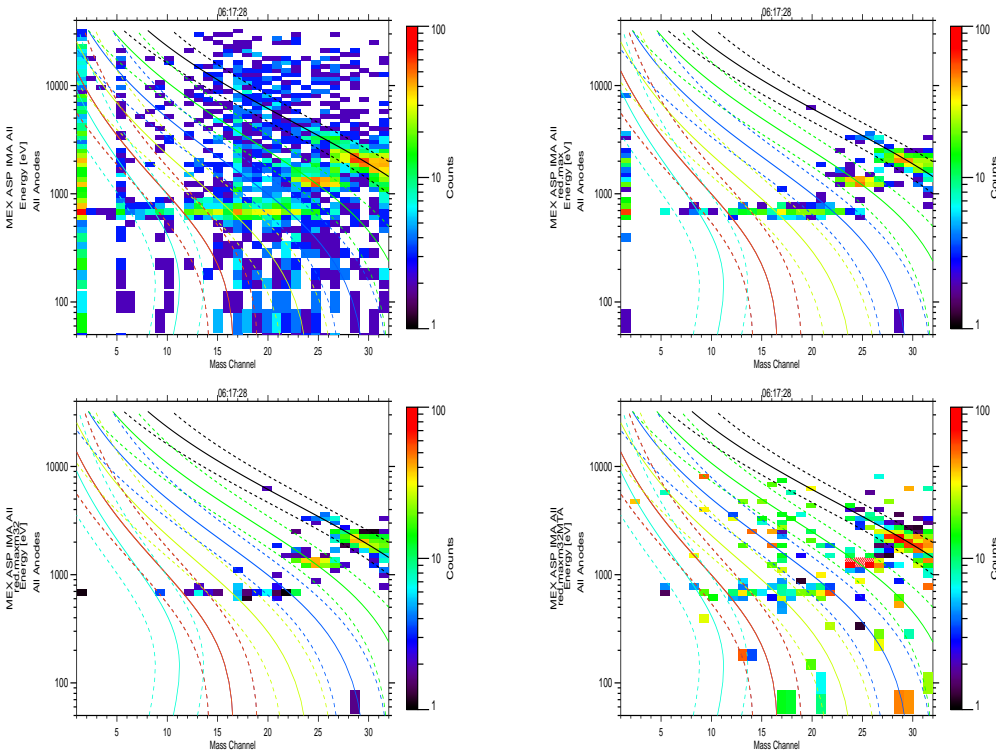 06:17:28
MEX ASP IMA All
Energy [eV]
All Anodes
10000
1000
100
5 10 15 20 25 30
Mass Channel
100
10
1
Counts
06:17:28
MEX ASP IMA All
red.max
Energy [eV]
All Anodes
10000
1000
100
5 10 15 20 25 30
Mass Channel
100
10
1
Counts
06:17:28
MEX ASP IMA All
red.maxm32
Energy [eV]
All Anodes
10000
1000
100
5 10 15 20 25 30
Mass Channel
100
10
1
Counts
06:17:28
MEX ASP IMA All
Energy [eV]
All Anodes
10000
1000
100
5 10 15 20 25 30
Mass Channel
100
10
1
Counts